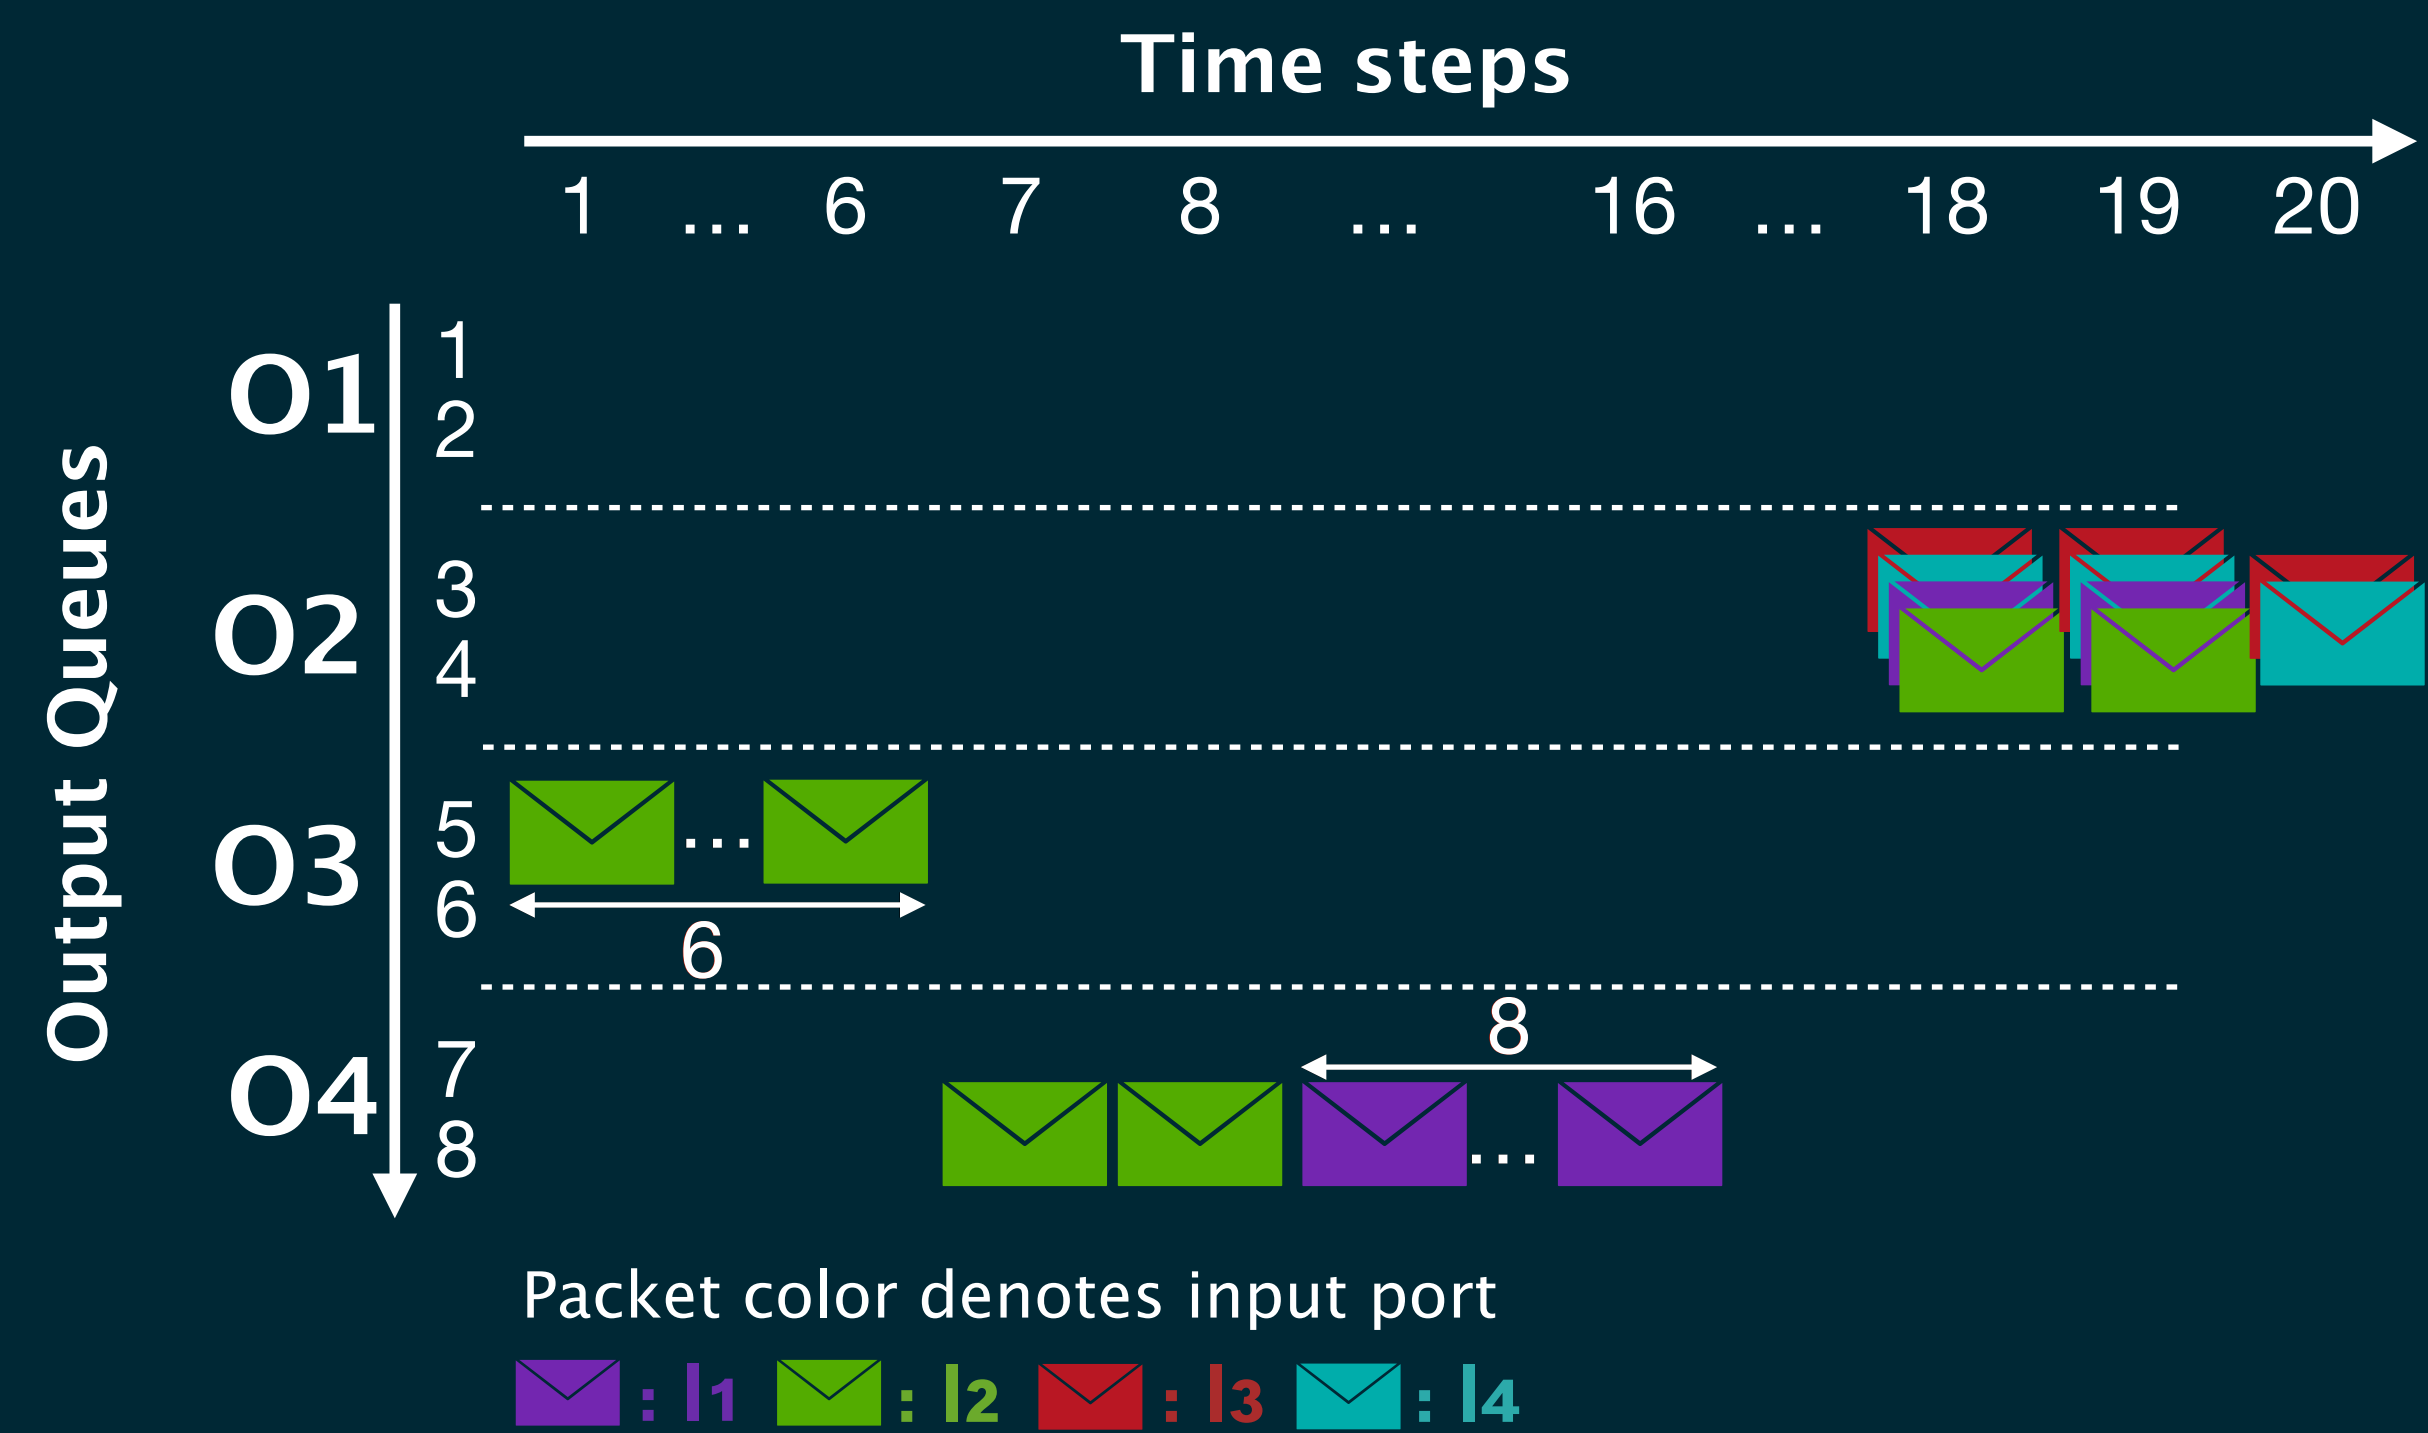 Time steps
1 ... 6 7 8 ... 16 ... 18 19 20
Output Queues
O1
1
2
O2
3
4
O3
5
6
...
6
O4
7
8
8
...
Packet color denotes input port
: I1 : I2 : I3 : I4